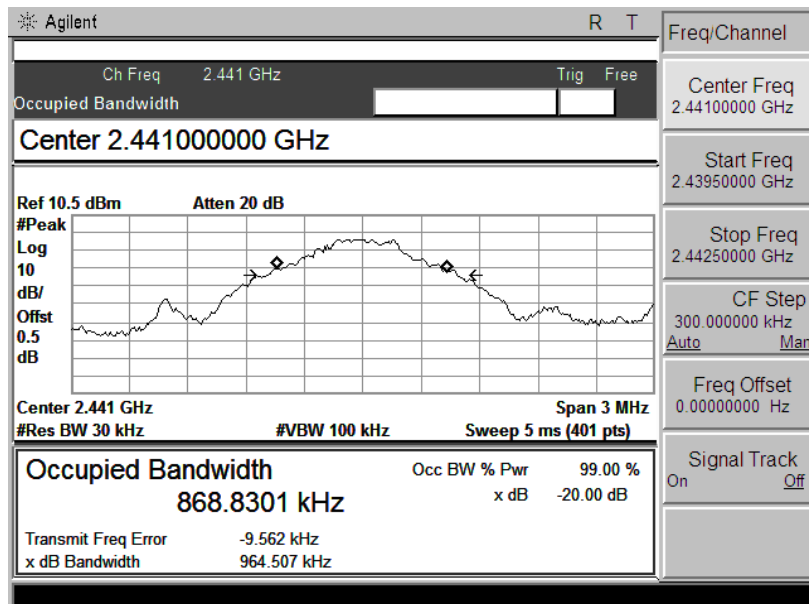 Agilent R T
Ch Freq 2.441 GHz Trig Free
Occupied Bandwidth
Center 2.441000000 GHz
Ref 10.5 dBm Atten 20 dB
#Peak
Log
10
dB/
Offst
0.5
dB
Center 2.441 GHz Span 3 MHz
#Res BW 30 kHz #VBW 100 kHz Sweep 5 ms (401 pts)
Occupied Bandwidth Occ BW % Pwr 99.00 %
868.8301 kHz x dB -20.00 dB
Transmit Freq Error -9.562 kHz
x dB Bandwidth 964.507 kHz
Freq/Channel
Center Freq
2.44100000 GHz
Start Freq
2.43950000 GHz
Stop Freq
2.44250000 GHz
CF Step
300.000000 kHz
Auto Man
Freq Offset
0.00000000 Hz
Signal Track
On Off